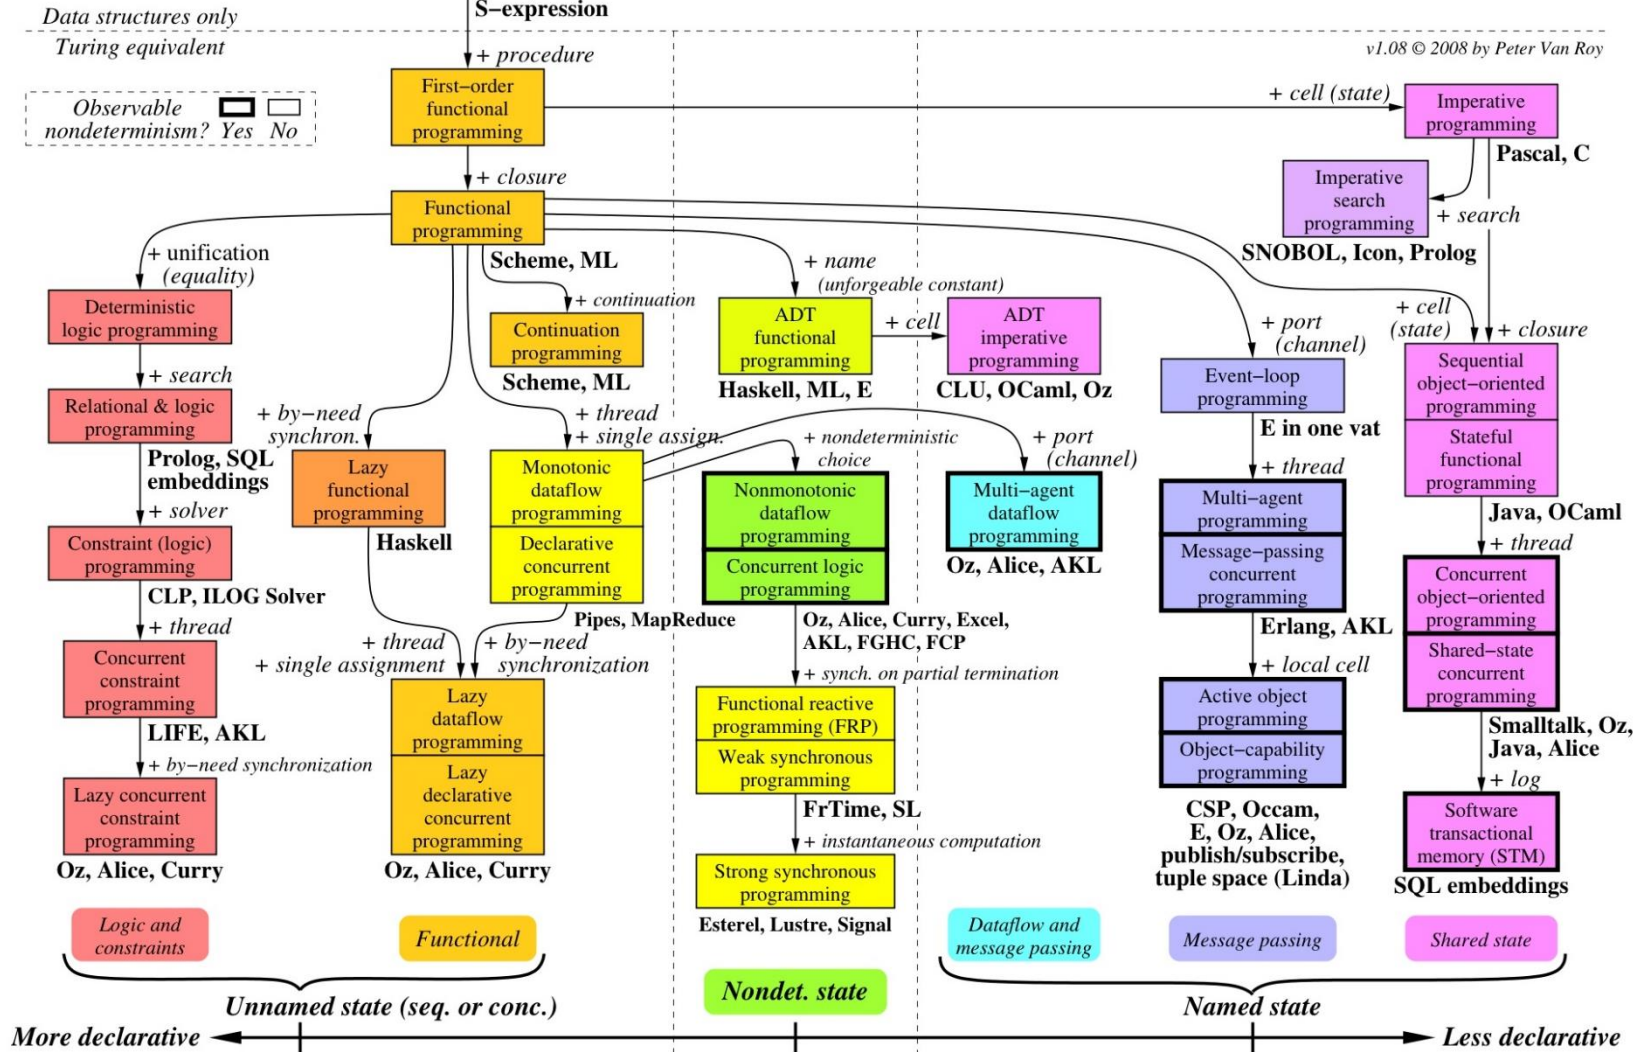 S−expression
Data structures only
Turing equivalent
+ procedure
v1.08 © 2008 by Peter Van Roy
Observable
nondeterminism? Yes No
First−order
functional
programming
+ cell (state)
Imperative
programming
Pascal, C
+ closure
Imperative
search
programming
+ search
SNOBOL, Icon, Prolog
Functional
programming
Scheme, ML
+ unification
(equality)
+ continuation
+ name
(unforgeable constant)
Deterministic
logic programming
Continuation
programming
Scheme, ML
ADT
functional
programming
Haskell, ML, E
+ cell
ADT
imperative
programming
CLU, OCaml, Oz
+ port
(channel)
+ cell
(state)
+ closure
+ search
Relational & logic
programming
Prolog, SQL
embeddings
+ by−need
synchron.
+ thread
+ single assign.
+ nondeterministic
choice
+ port
(channel)
Event−loop
programming
E in one vat
Sequential
object−oriented
programming
Stateful
functional
programming
Java, OCaml
+ solver
Lazy
functional
programming
Haskell
Monotonic
dataflow
programming
Declarative
concurrent
programming
Pipes, MapReduce
Nonmonotonic
dataflow
programming
Concurrent logic
programming
Oz, Alice, Curry, Excel,
AKL, FGHC, FCP
Multi−agent
dataflow
programming
Oz, Alice, AKL
+ thread
Multi−agent
programming
Message−passing
concurrent
programming
Erlang, AKL
+ thread
Concurrent
object−oriented
programming
Shared−state
concurrent
programming
Smalltalk, Oz,
Java, Alice
Constraint (logic)
programming
CLP, ILOG Solver
+ thread
Concurrent
constraint
programming
LIFE, AKL
+ by−need synchronization
Lazy concurrent
constraint
programming
Oz, Alice, Curry
+ thread
+ single assignment
+ by−need
synchronization
Lazy
dataflow
programming
Lazy
declarative
concurrent
programming
Oz, Alice, Curry
+ synch. on partial termination
Functional reactive
programming (FRP)
Weak synchronous
programming
FrTime, SL
+ instantaneous computation
Strong synchronous
programming
Esterel, Lustre, Signal
+ local cell
Active object
programming
Object−capability
programming
CSP, Occam,
E, Oz, Alice,
publish/subscribe,
tuple space (Linda)
+ log
Software
transactional
memory (STM)
SQL embeddings
Logic and
constraints
Functional
Dataflow and
message passing
Message passing
Shared state
Unnamed state (seq. or conc.)
Nondet. state
Named state
More declarative
Less declarative